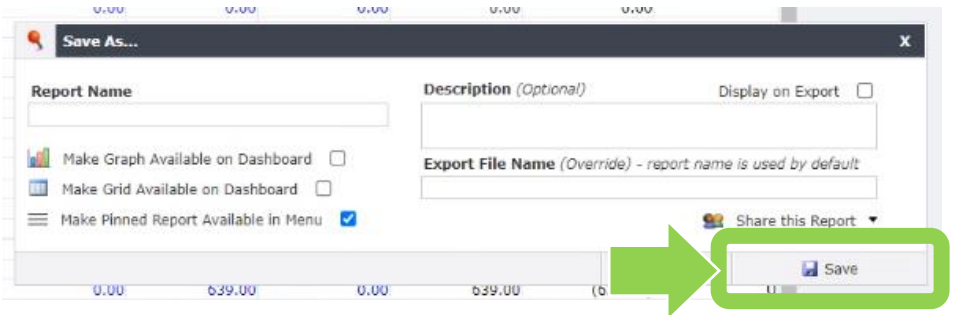 0.00 0.00 0.00 0.00 0.00
Save As... x
Report Name
Description (Optional)
Display on Export
Make Graph Available on Dashboard
Make Grid Available on Dashboard
Make Pinned Report Available in Menu
Export File Name (Override) - report name is used by default
Share this Report
Save
0.00 639.00 0.00 639.00 (6 0